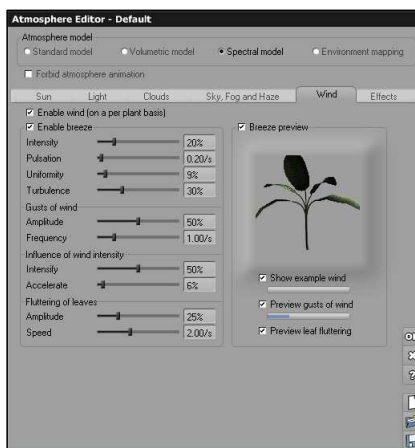 Atmosphere Editor - Default
Atmosphere model
Standard model Volumetric model Spectral model Environment mapping
Forbid atmosphere animation
Sun Light Clouds Sky, Fog and Haze Wind Effects
Enable wind (on a per plant basis)
Enable breeze
Intensity 20%
Pulsation 0.20/s
Uniformity 9%
Turbulence 30%
Gusts of wind
Amplitude 50%
Frequency 1.00/s
Influence of wind intensity
Intensify 50%
Accelerate 6%
Fluttering of leaves
Amplitude 25%
Speed 2.00/s
Breeze preview
Show example wind
Preview gusts of wind
Preview leaf fluttering